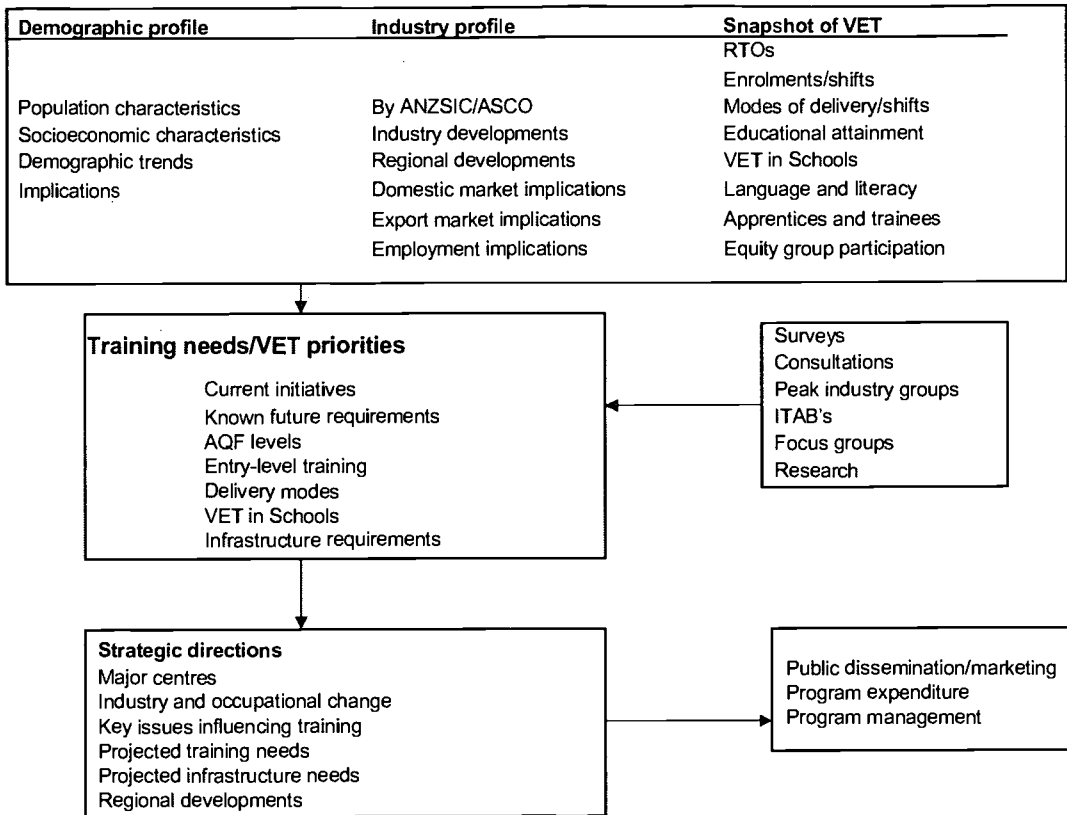 Demographic profile
Industry profile
Snapshot of VET
Population characteristics
Socioeconomic characteristics
Demographic trends
Implications
By ANZSIC/ASCO
Industry developments
Regional developments
Domestic market implications
Export market implications
Employment implications
RTOs
Enrolments/shifts
Modes of delivery/shifts
Educational attainment
VET in Schools
Language and literacy
Apprentices and trainees
Equity group participation
Training needs/VET priorities
Current initiatives
Known future requirements
AQF levels
Entry-level training
Delivery modes
VET in Schools
Infrastructure requirements
Surveys
Consultations
Peak industry groups
ITAB's
Focus groups
Research
Strategic directions
Major centres
Industry and occupational change
Key issues influencing training
Projected training needs
Projected infrastructure needs
Regional developments
Public dissemination/marketing
Program expenditure
Program management